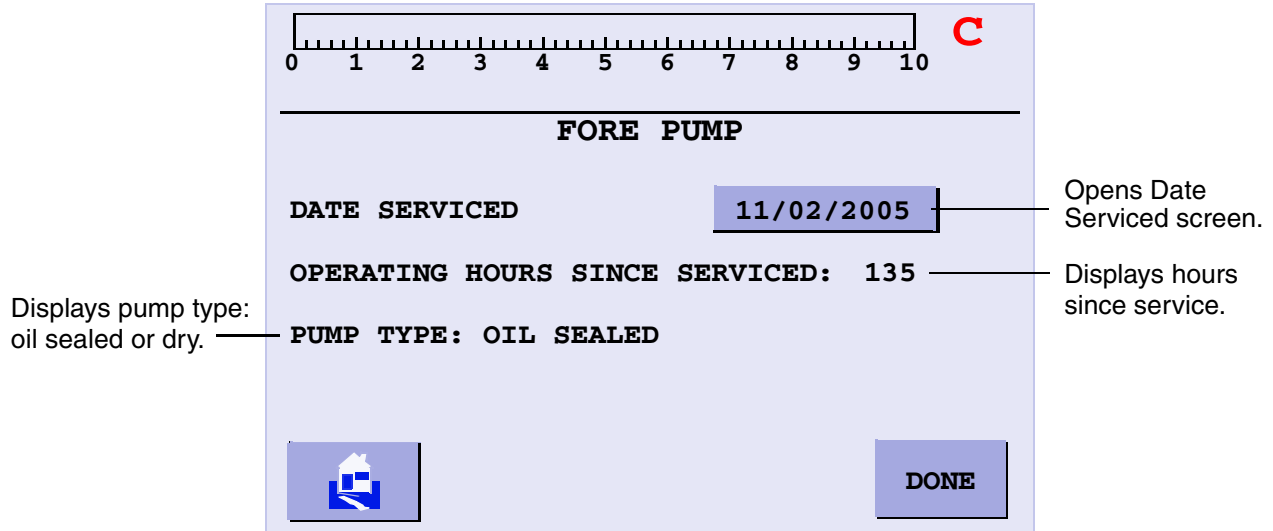 C
0 1 2 3 4 5 6 7 8 9 10
FORE PUMP
DATE SERVICED 11/02/2005
Opens Date
Serviced screen.
OPERATING HOURS SINCE SERVICED: 135
Displays hours
since service.
Displays pump type:
oil sealed or dry.
PUMP TYPE: OIL SEALED
DONE